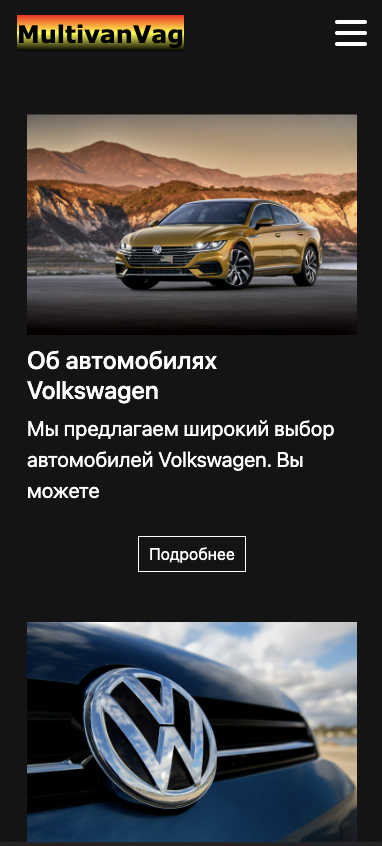 MultivanVag
Об автомобилях
Volkswagen
Мы предлагаем широкий выбор
автомобилей Volkswagen. Вы
можете
Подробнее